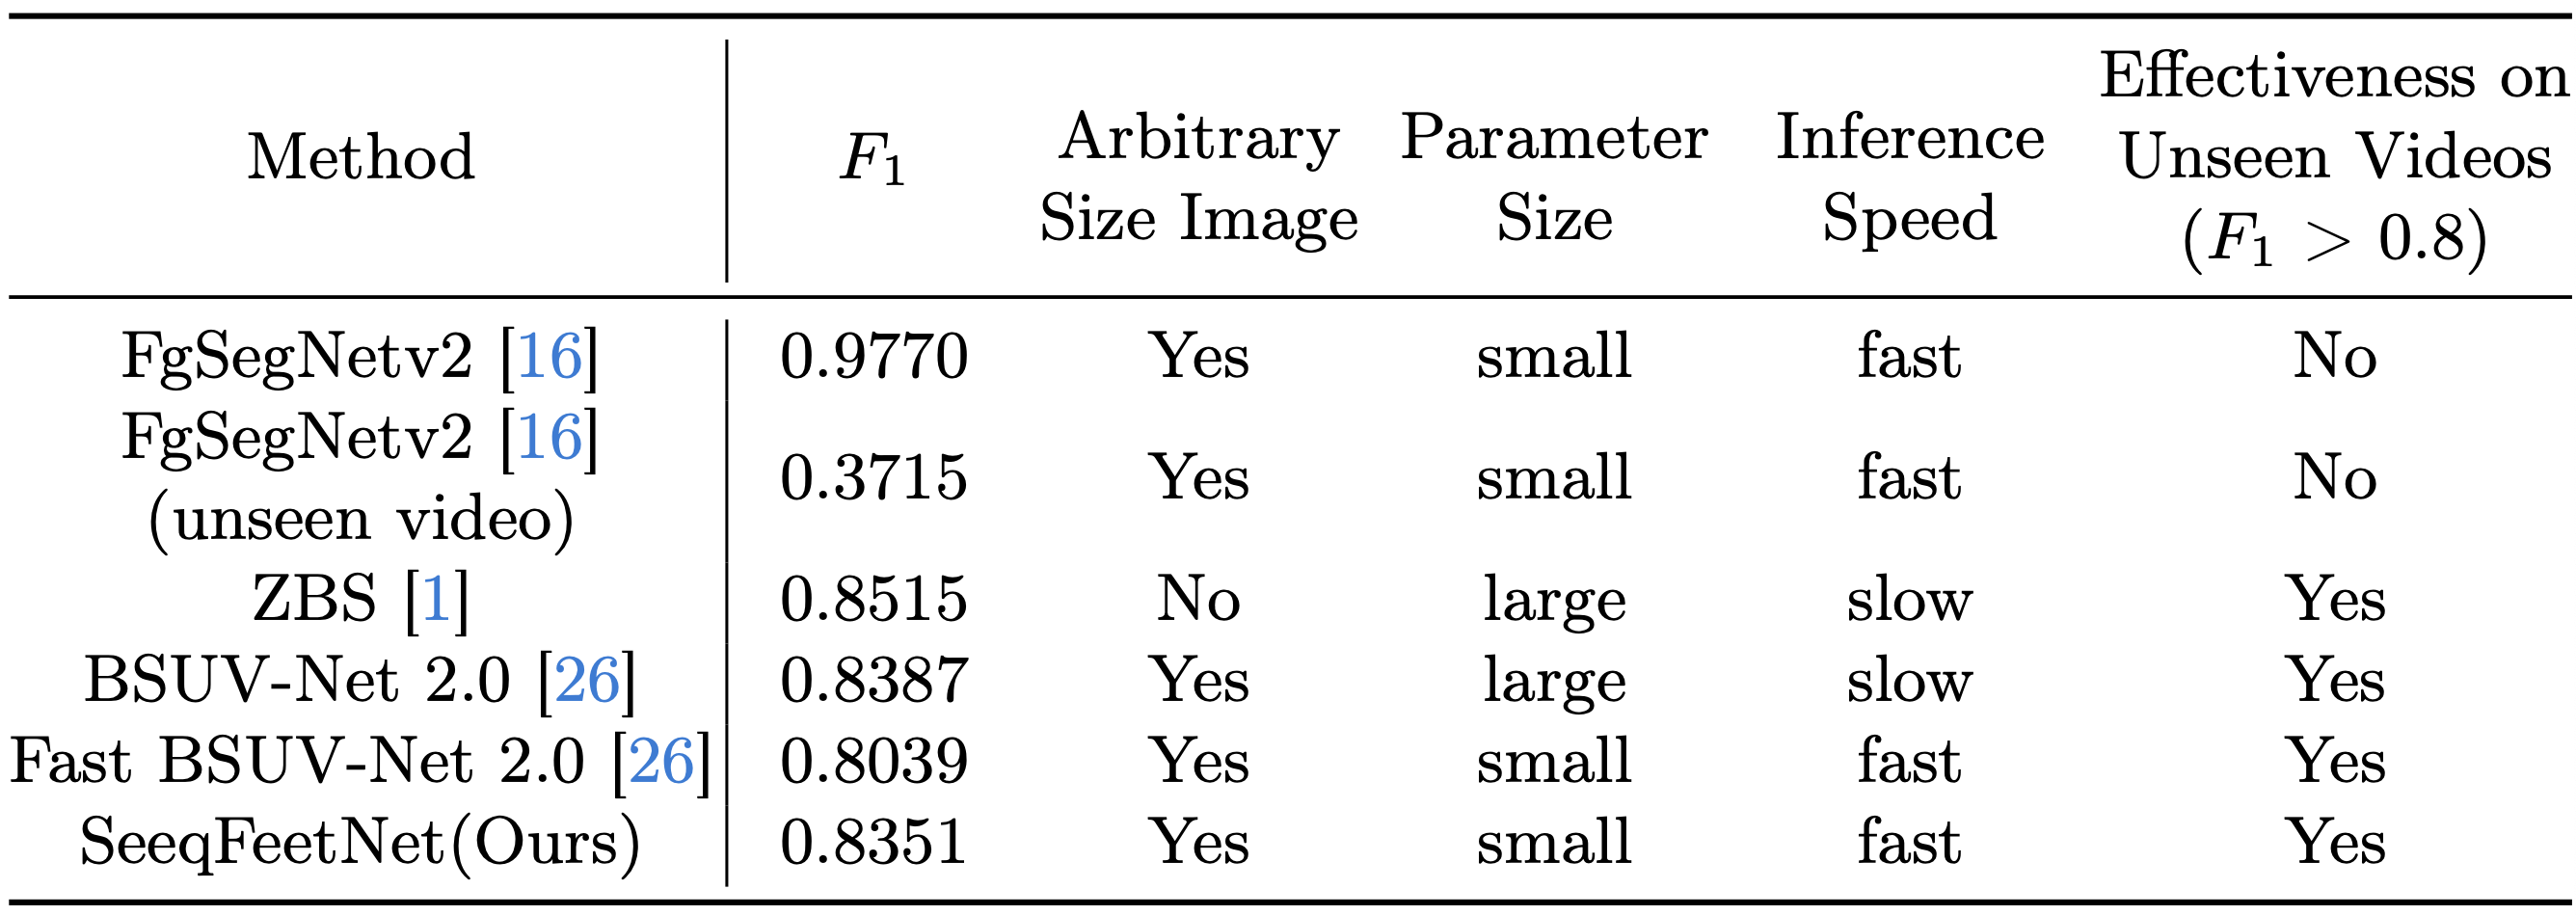 Method F1 Arbitrary Size Image Parameter Size Inference Speed Effectiveness on Unseen Videos (F1 > 0.8)
FgSegNetv2 [16] 0.9770 Yes small fast No
FgSegNetv2 [16] (unseen video) 0.3715 Yes small fast No
ZBS [1] 0.8515 No large slow Yes
BSUV-Net 2.0 [26] 0.8387 Yes large slow Yes
Fast BSUV-Net 2.0 [26] 0.8039 Yes small fast Yes
SeeqFeetNet(Ours) 0.8351 Yes small fast Yes